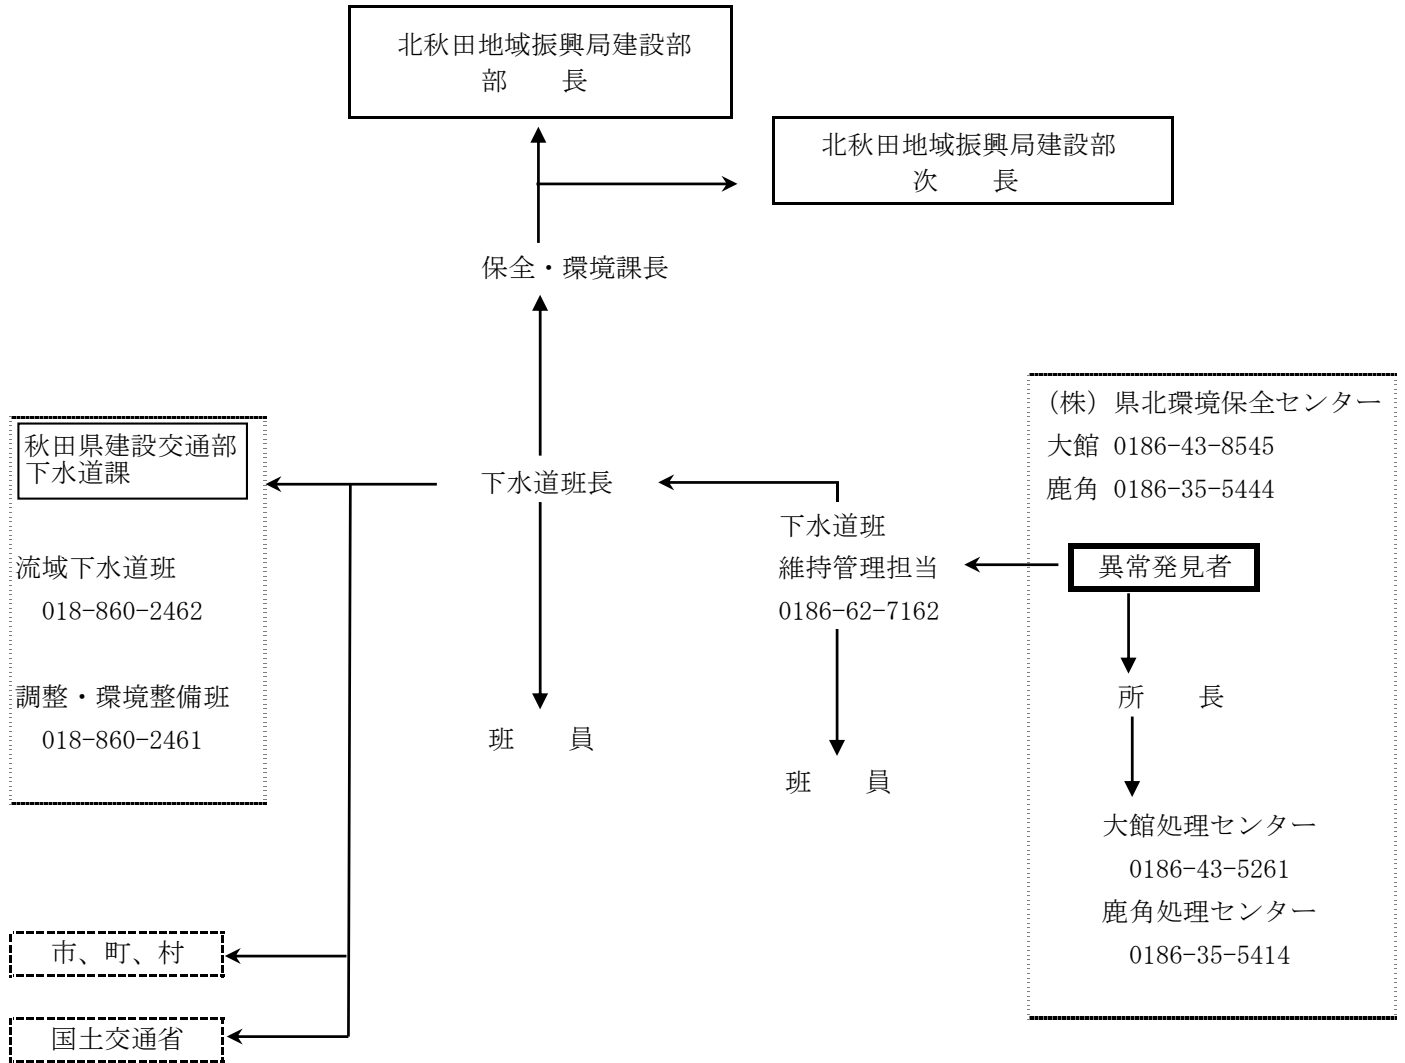 北秋田地域振興局建設部
部　　長
北秋田地域振興局建設部
次　　長
保全・環境課長
(株) 県北環境保全センター
大館 0186-43-8545
鹿角 0186-35-5444
秋田県建設交通部
下水道課
下水道班長
下水道班
維持管理担当
0186-62-7162
異常発見者
流域下水道班
018-860-2462
調整・環境整備班
018-860-2461
所　　長
班　　員
班　　員
大館処理センター
0186-43-5261
鹿角処理センター
0186-35-5414
市、町、村
国土交通省